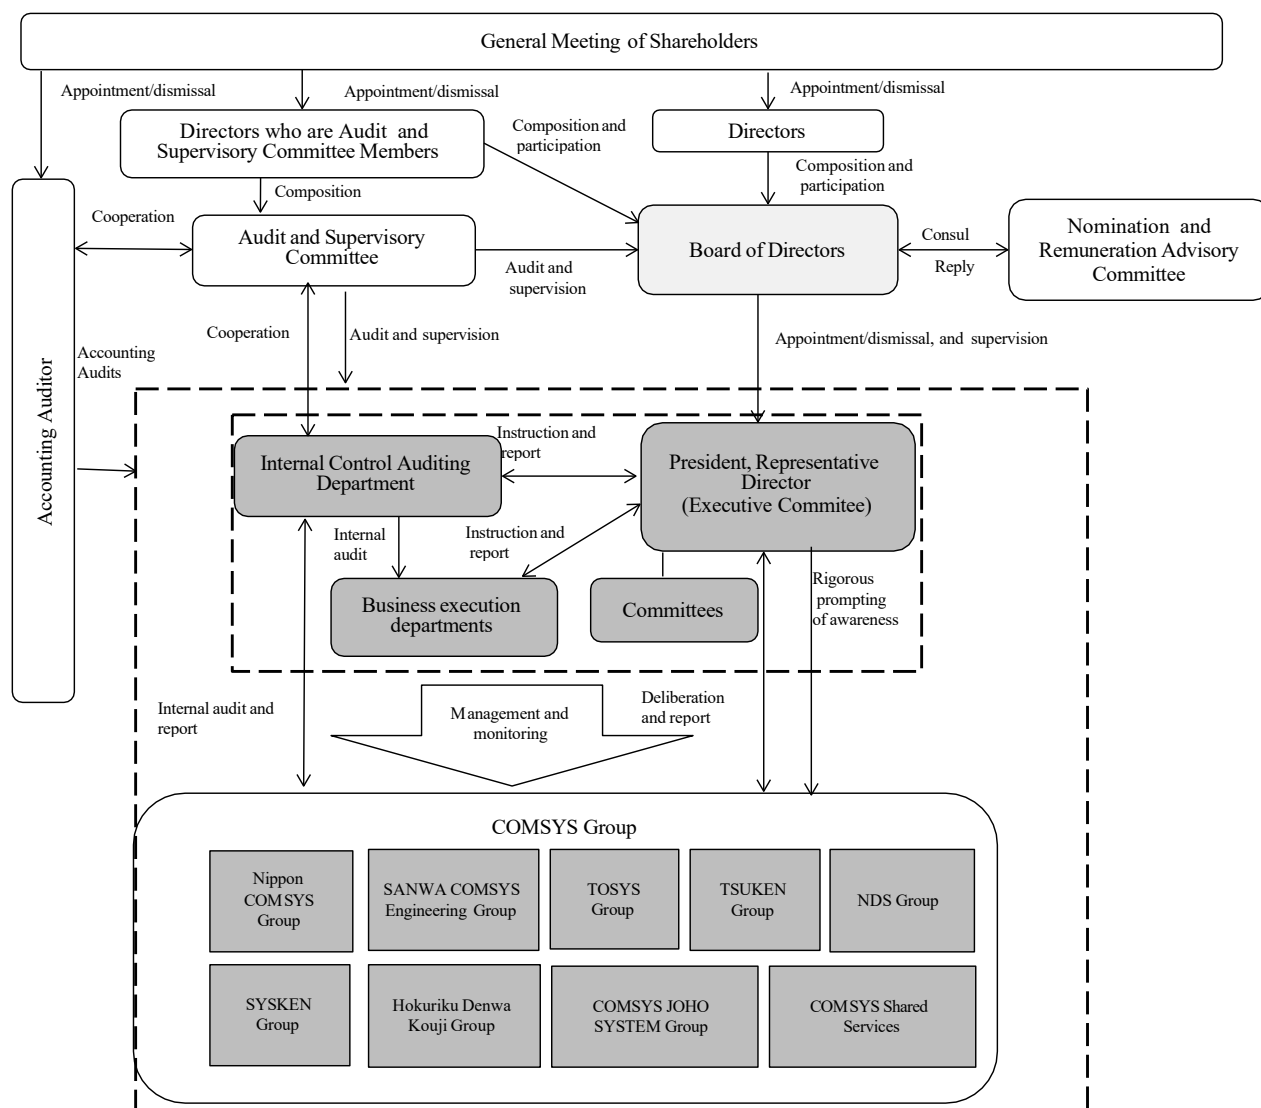 General Meeting of Shareholders
Appointment/dismissal
Appointment/dismissal
Appointment/dismissal
Directors who are Audit and
Supervisory Committee Members
Composition and
participation
Directors
Composition
Composition and
participation
Cooperation
Audit and Supervisory
Committee
Audit and
supervision
Board of Directors
Consul
Reply
Nomination and
Remuneration Advisory
Committee
Cooperation
Audit and supervision
Appointment/dismissal, and supervision
Accounting
Audits
Accounting Auditor
Internal Control Auditing
Department
Instruction and
report
President, Representative
Director
(Executive Committee)
Internal
audit
Instruction and
report
Business execution
departments
Committees
Rigorous
prompting
of awareness
Internal audit and
report
Management and
monitoring
Deliberation
and report
COMSYS Group
Nippon
COMSYS
Group
SANWA COMSYS
Engineering Group
TOSYS
Group
TSUKEN
Group
NDS Group
SYSKEN
Group
Hokuriku Denwa
Kouji Group
COMSYS JOHO
SYSTEM Group
COMSYS Shared
Services